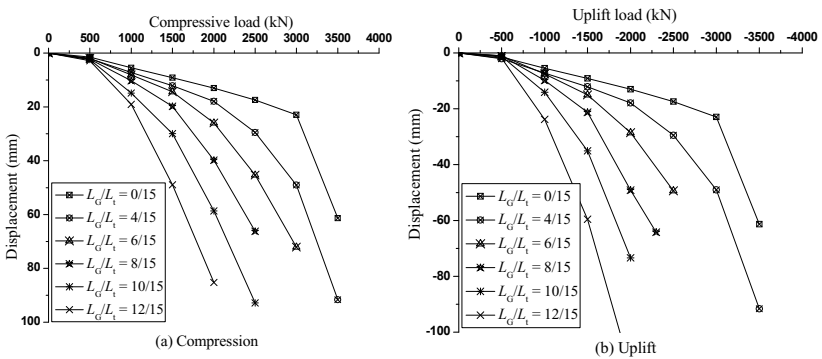 Compressive load (kN)
0 500 1000 1500 2000 2500 3000 3500 4000
0
20
40
60
80
100
Displacement (mm)
L_G/L_t = 0/15
L_G/L_t = 4/15
L_G/L_t = 6/15
L_G/L_t = 8/15
L_G/L_t = 10/15
L_G/L_t = 12/15
(a) Compression
Uplift load (kN)
0 -500 -1000 -1500 -2000 -2500 -3000 -3500 -4000
0
-20
-40
-60
-80
-100
Displacement (mm)
L_G/L_t = 0/15
L_G/L_t = 4/15
L_G/L_t = 6/15
L_G/L_t = 8/15
L_G/L_t = 10/15
L_G/L_t = 12/15
(b) Uplift